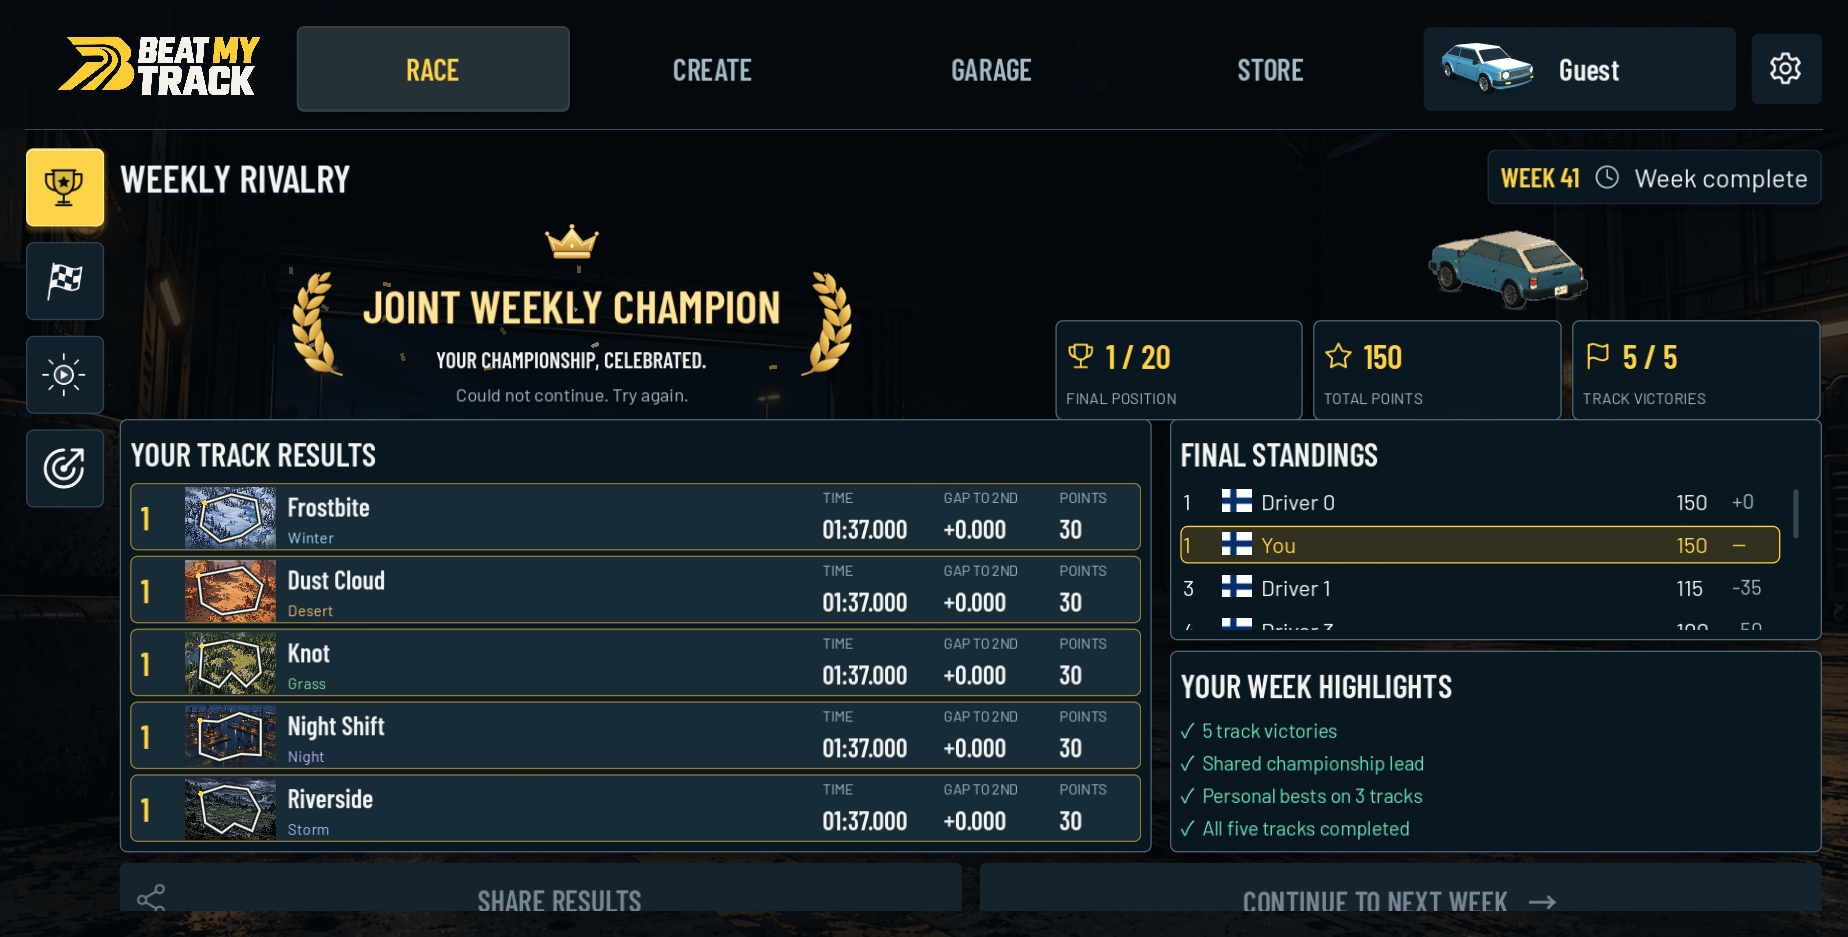 BEAT MY
TRACK
RACE
CREATE
GARAGE
STORE
Guest
WEEKLY RIVALRY
WEEK 41 Week complete
JOINT WEEKLY CHAMPION
YOUR CHAMPIONSHIP, CELEBRATED.
Could not continue. Try again.
1 / 20
FINAL POSITION
150
TOTAL POINTS
5 / 5
TRACK VICTORIES
YOUR TRACK RESULTS
1 Frostbite TIME GAP TO 2ND POINTS
Winter 01:37.000 +0.000 30
1 Dust Cloud TIME GAP TO 2ND POINTS
Desert 01:37.000 +0.000 30
1 Knot TIME GAP TO 2ND POINTS
Grass 01:37.000 +0.000 30
1 Night Shift TIME GAP TO 2ND POINTS
Night 01:37.000 +0.000 30
1 Riverside TIME GAP TO 2ND POINTS
Storm 01:37.000 +0.000 30
FINAL STANDINGS
1 Driver 0 150 +0
1 You 150 –
3 Driver 1 115 -35
4 Driver 3 100 -50
YOUR WEEK HIGHLIGHTS
✓ 5 track victories
✓ Shared championship lead
✓ Personal bests on 3 tracks
✓ All five tracks completed
SHARE RESULTS
CONTINUE TO NEXT WEEK →